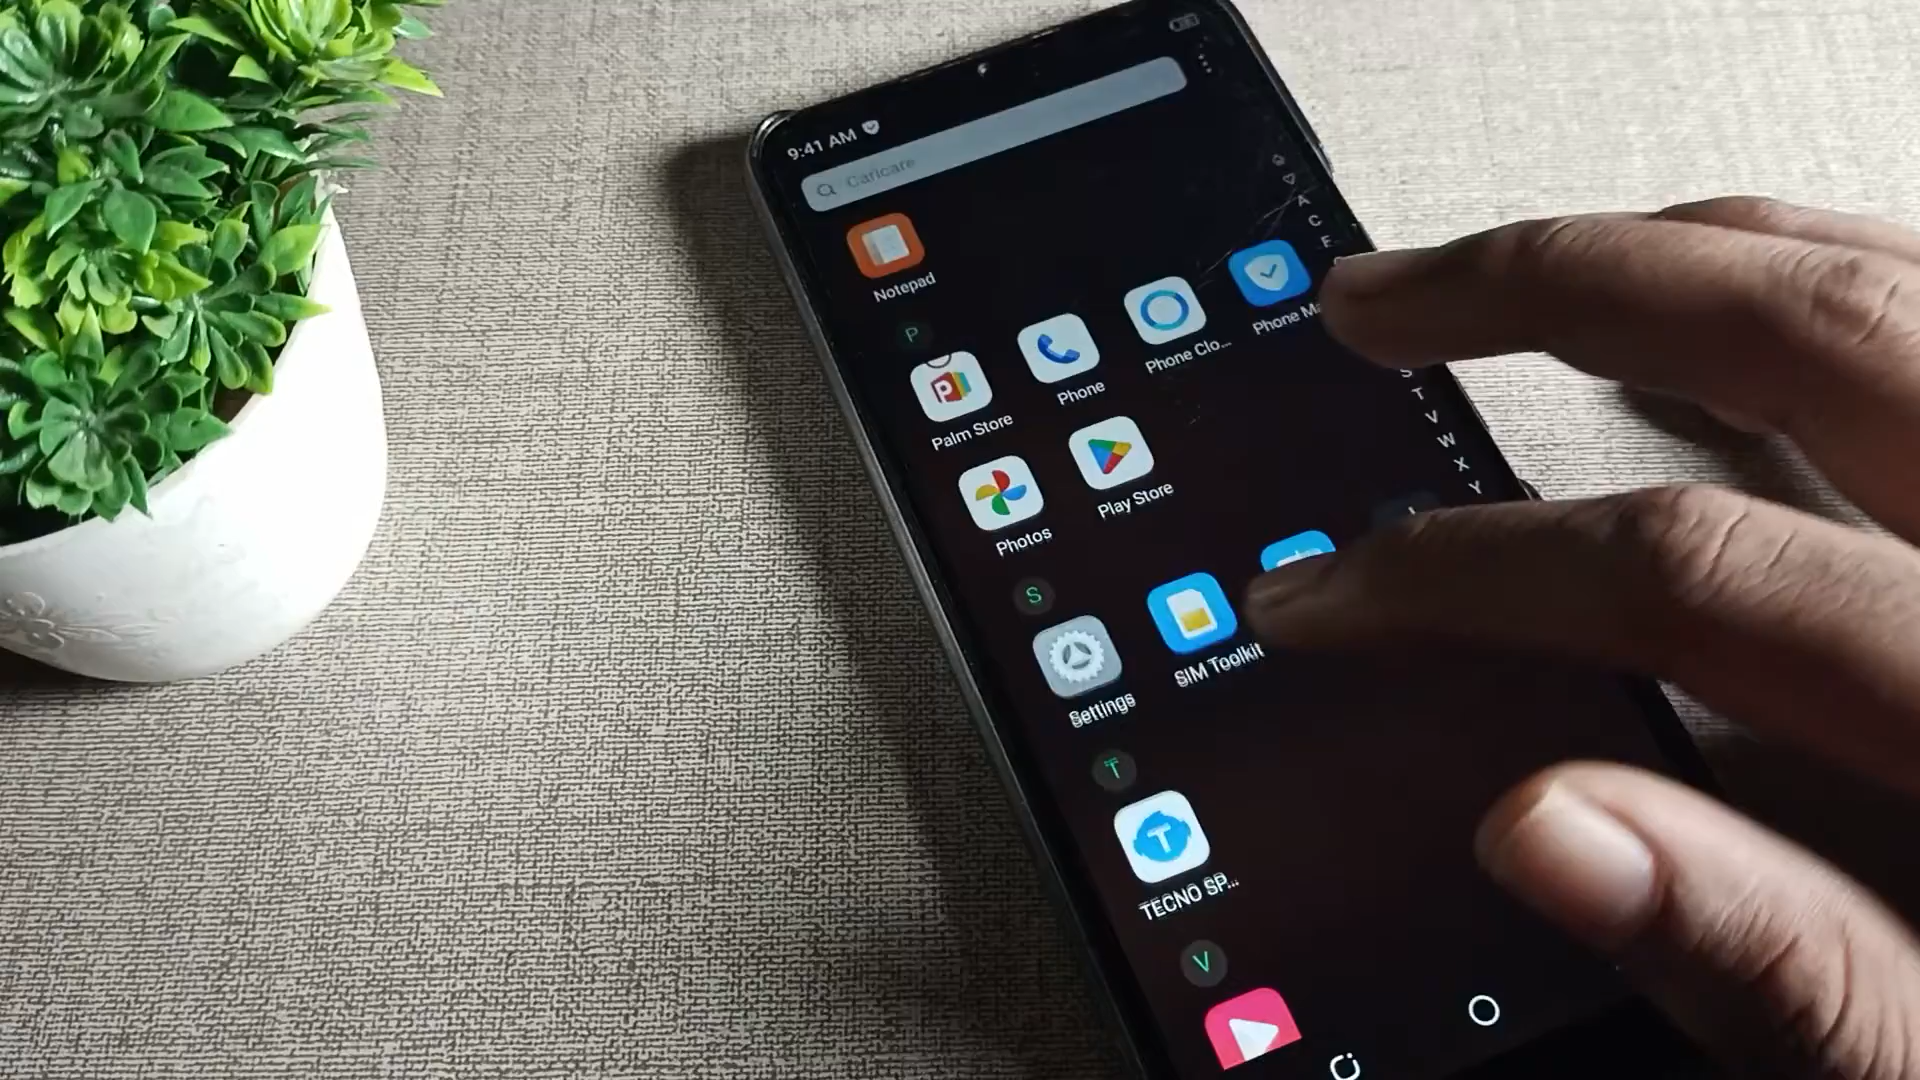 9:41 AM
Caricare
Notepad
P
Palm Store
Phone
Phone Clo...
Phone Ma
Photos
Play Store
S
Settings
SIM Toolkit
T
TECNO SP...
V
A
C
F
S
T
V
W
X
Y